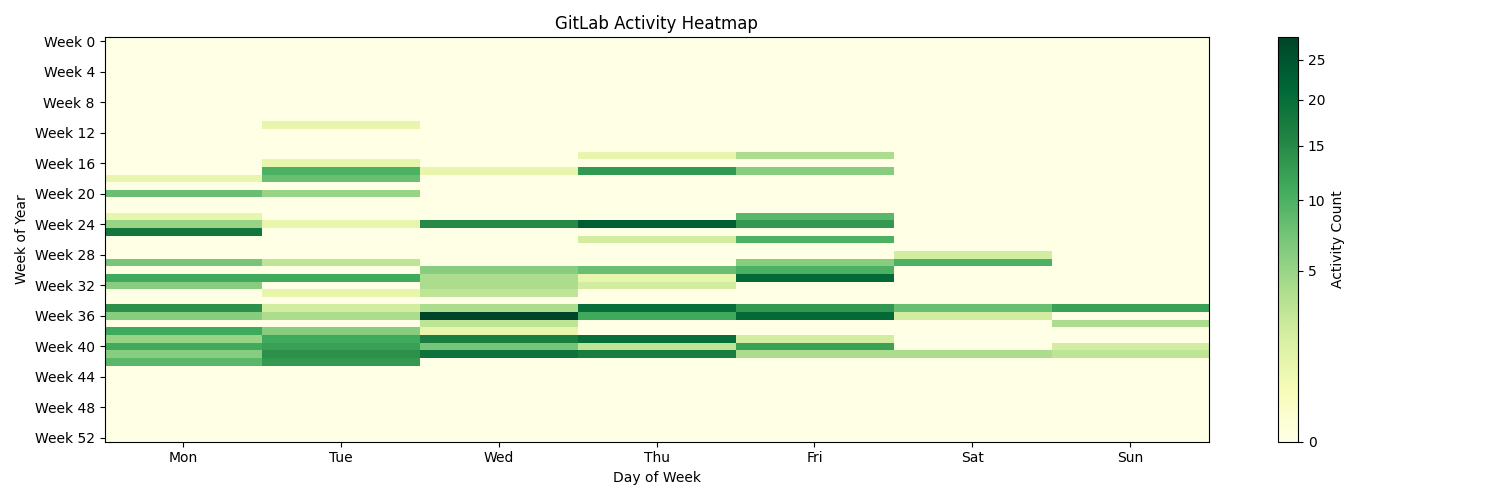 GitLab Activity Heatmap
Week of Year
Week 0
Week 4
Week 8
Week 12
Week 16
Week 20
Week 24
Week 28
Week 32
Week 36
Week 40
Week 44
Week 48
Week 52
Mon Tue Wed Thu Fri Sat Sun
Day of Week
25
20
15
10
5
0
Activity Count